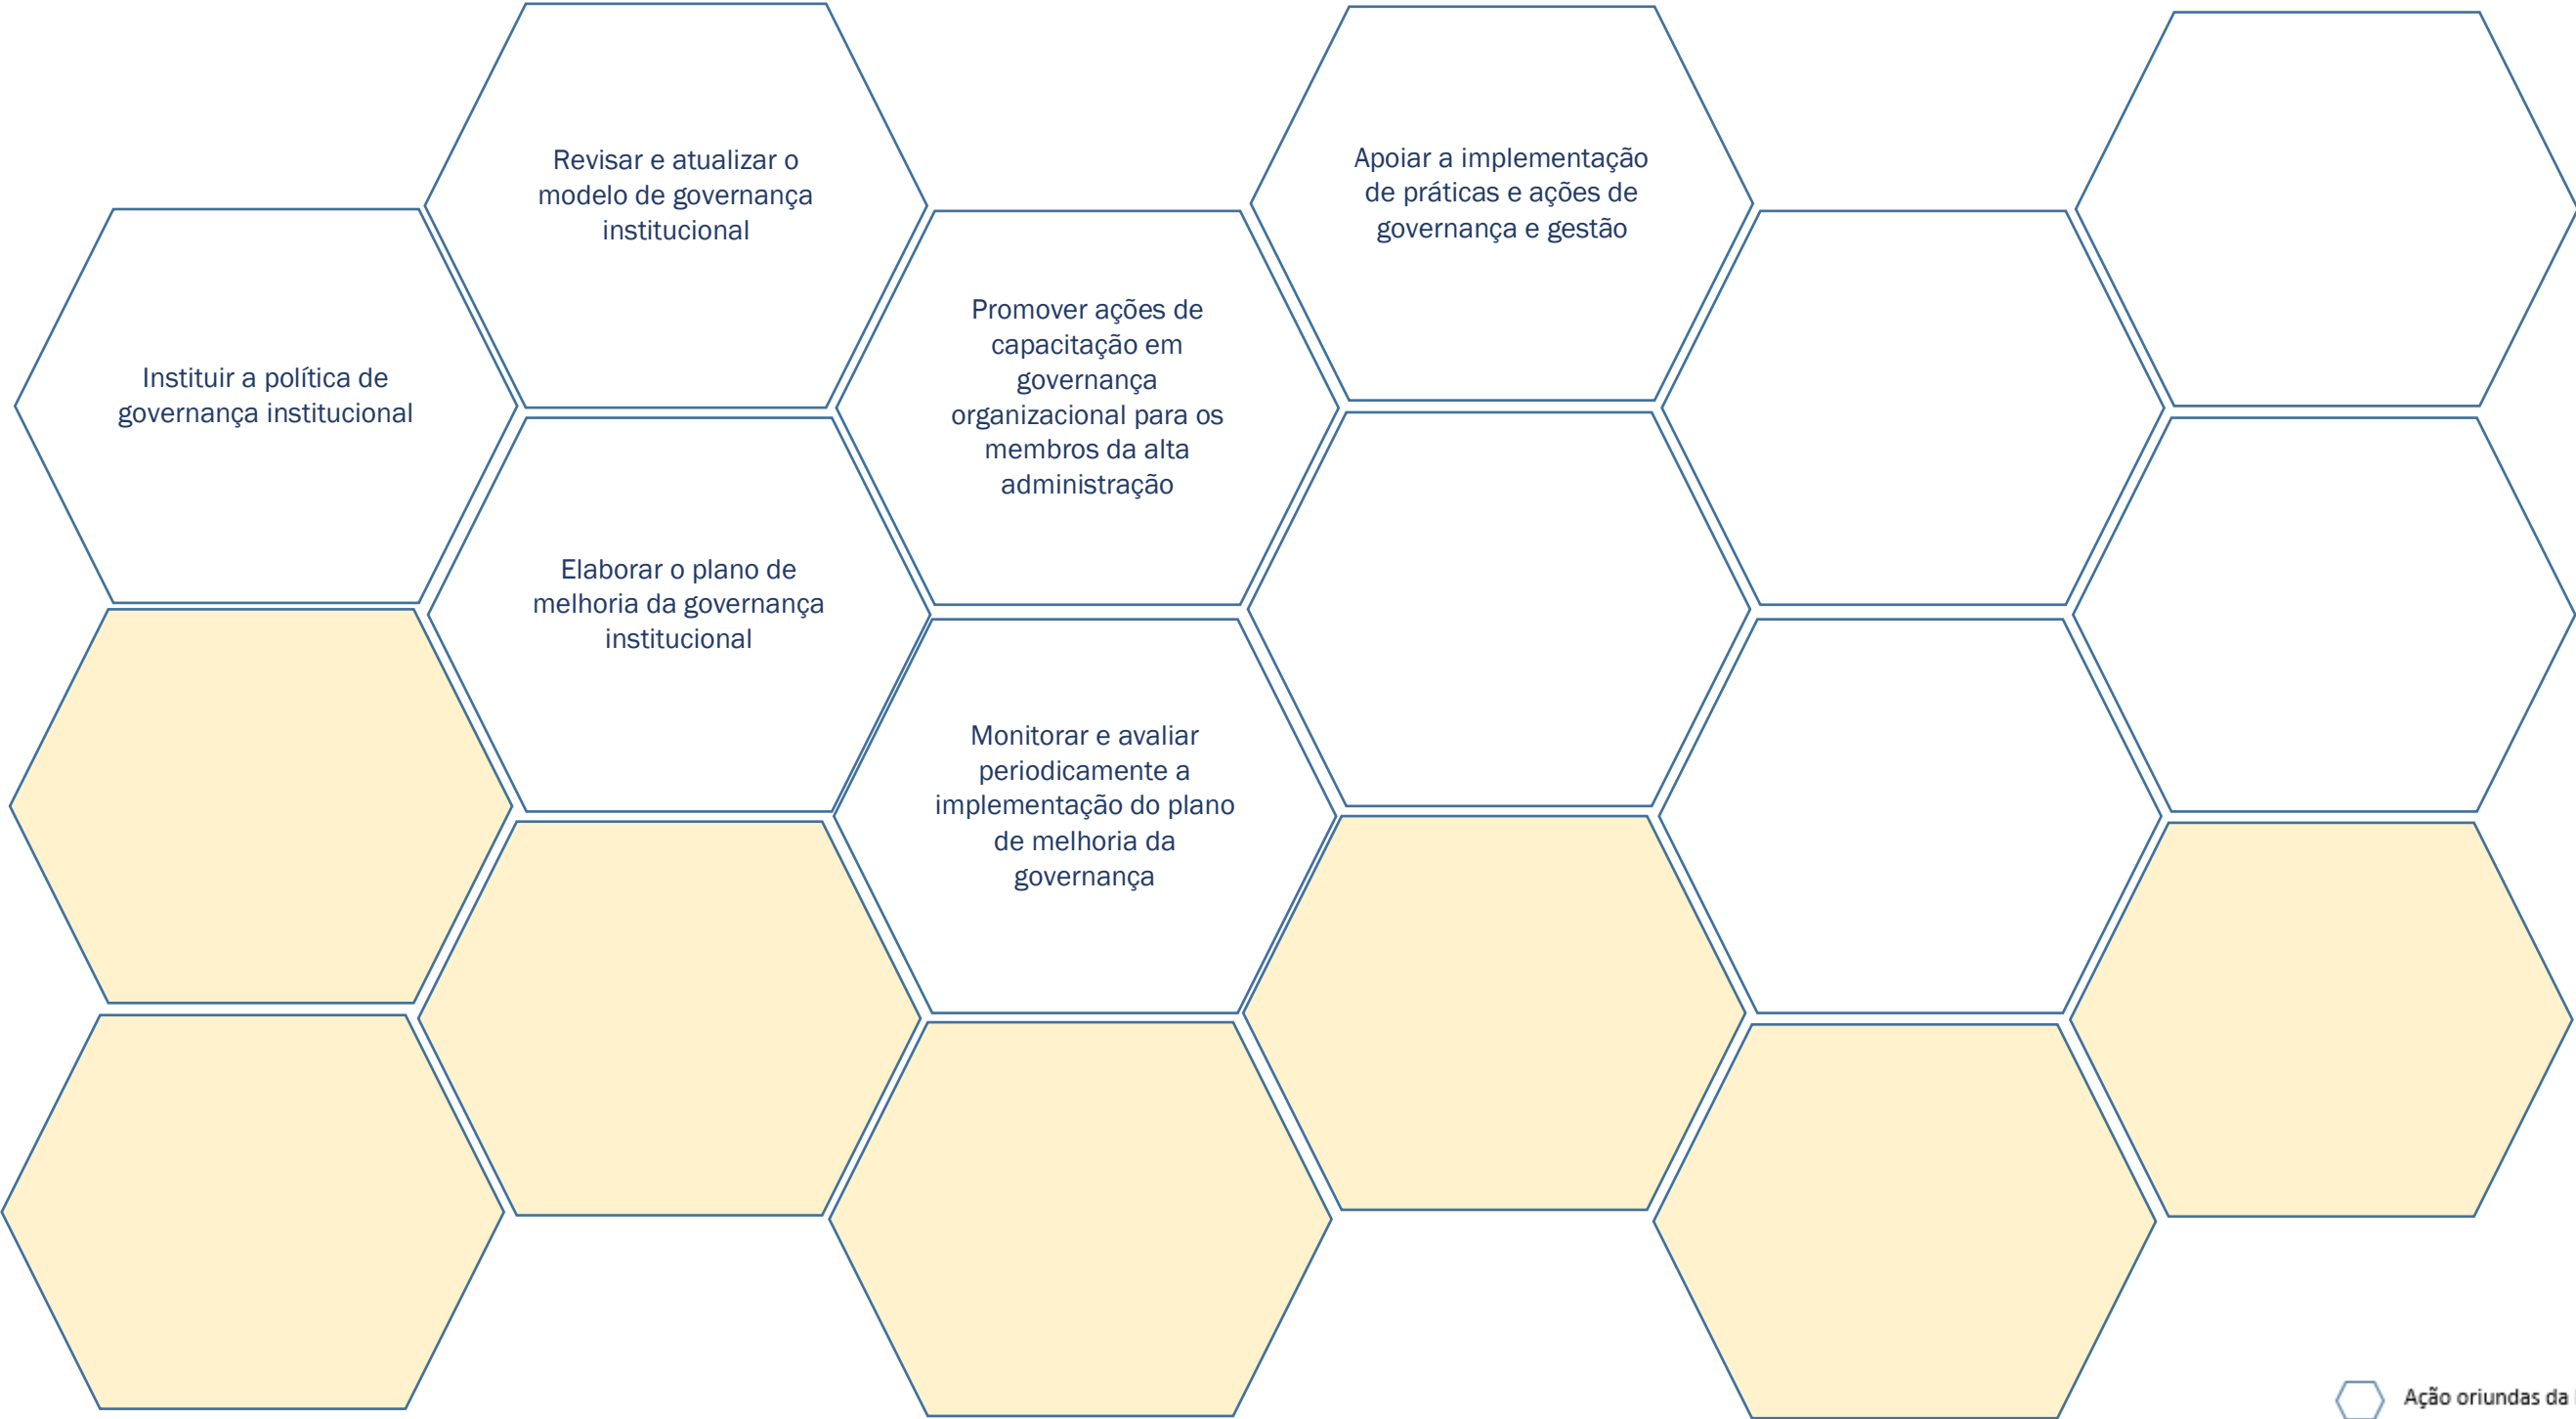 Revisar e atualizar o
modelo de governança
institucional
Apoiar a implementação
de práticas e ações de
governança e gestão
Instituir a política de
governança institucional
Promover ações de
capacitação em
governança
organizacional para os
membros da alta
administração
Elaborar o plano de
melhoria da governança
institucional
Monitorar e avaliar
periodicamente a
implementação do plano
de melhoria da
governança
Ação oriundas da